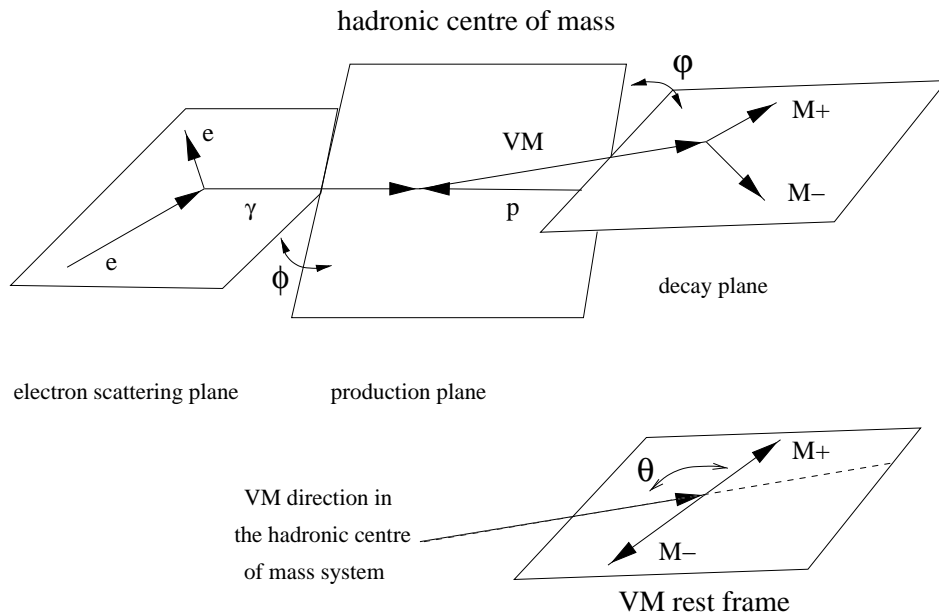 hadronic centre of mass
φ
e
VM
M+
M−
γ
p
e
ϕ
decay plane
electron scattering plane
production plane
θ
M+
VM direction in
the hadronic centre
of mass system
M−
VM rest frame